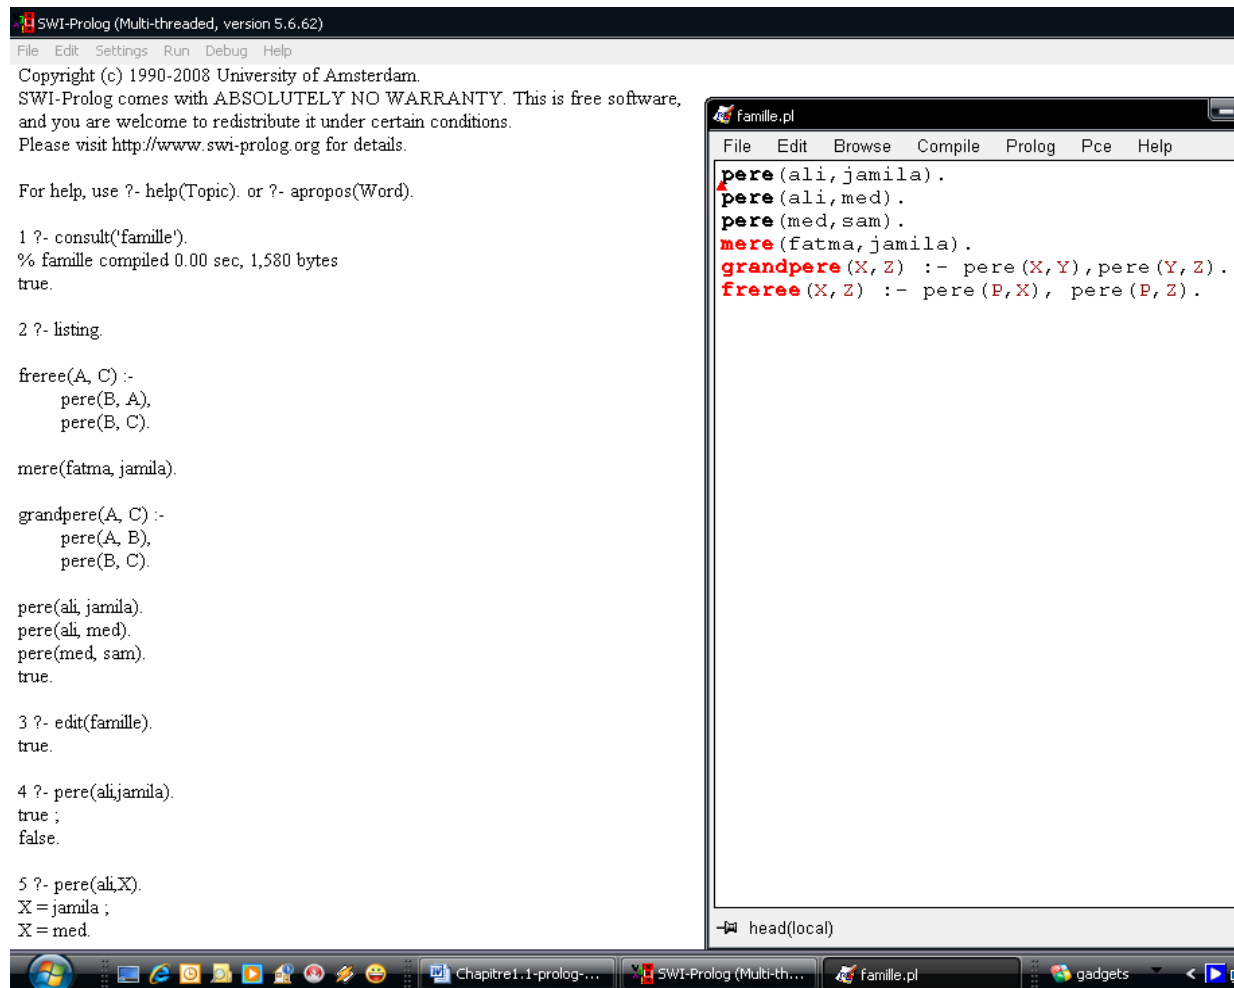 SWI-Prolog (Multi-threaded, version 5.6.62)
File Edit Settings Run Debug Help
Copyright (c) 1990-2008 University of Amsterdam.
SWI-Prolog comes with ABSOLUTELY NO WARRANTY. This is free software,
and you are welcome to redistribute it under certain conditions.
Please visit http://www.swi-prolog.org for details.
For help, use ?- help(Topic). or ?- apropos(Word).
1 ?- consult('famille').
% famille compiled 0.00 sec, 1,580 bytes
true.
2 ?- listing.
freree(A, C) :-
pere(B, A),
pere(B, C).
mere(fatma, jamila).
grandpere(A, C) :-
pere(A, B),
pere(B, C).
pere(ali, jamila).
pere(ali, med).
pere(med, sam).
true.
3 ?- edit(famille).
true.
4 ?- pere(ali,jamila).
true ;
false.
5 ?- pere(ali,X).
X = jamila ;
X = med.
famille.pl
File Edit Browse Compile Prolog Pce Help
pere(ali,jamila).
pere(ali,med).
pere(med,sam).
mere(fatma,jamila).
grandpere(X,Z) :- pere(X,Y),pere(Y,Z).
freree(X,Z) :- pere(P,X), pere(P,Z).
head(local)
Chapitre1.1-prolog-... SWI-Prolog (Multi-th... famille.pl gadgets